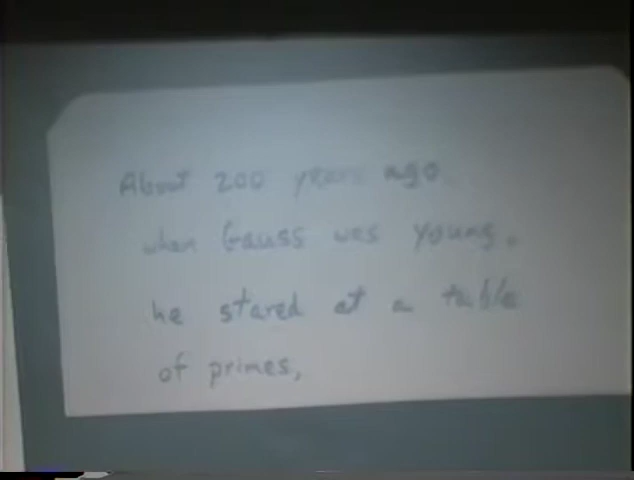 About 200 years ago
when Gauss was young,
he stared at a table
of primes,